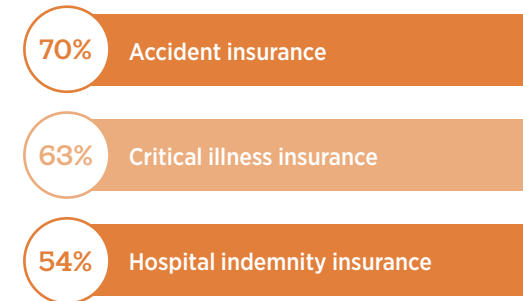 70% Accident insurance
63% Critical illness insurance
54% Hospital indemnity insurance